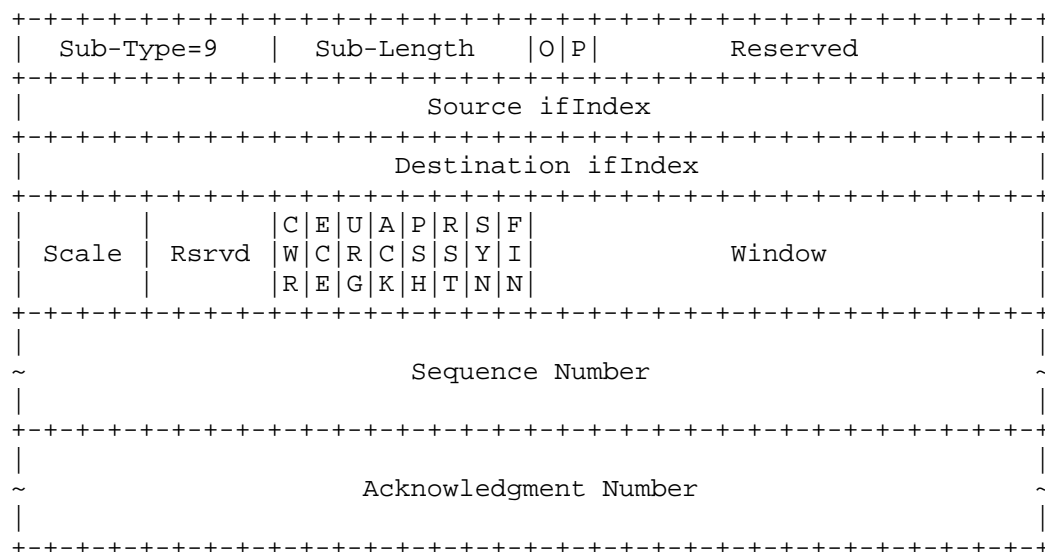 +-+-+-+-+-+-+-+-+-+-+-+-+-+-+-+-+-+-+-+-+-+-+-+-+-+-+-+-+-+-+-+-+
|  Sub-Type=9   |  Sub-Length   |O|P|        Reserved           |
+-+-+-+-+-+-+-+-+-+-+-+-+-+-+-+-+-+-+-+-+-+-+-+-+-+-+-+-+-+-+-+-+
|                         Source ifIndex                        |
+-+-+-+-+-+-+-+-+-+-+-+-+-+-+-+-+-+-+-+-+-+-+-+-+-+-+-+-+-+-+-+-+
|                       Destination ifIndex                     |
+-+-+-+-+-+-+-+-+-+-+-+-+-+-+-+-+-+-+-+-+-+-+-+-+-+-+-+-+-+-+-+-+
|       |       |C|E|U|A|P|R|S|F|                               |
| Scale | Rsrvd |W|C|R|C|S|S|Y|I|            Window             |
|       |       |R|E|G|K|H|T|N|N|                               |
+-+-+-+-+-+-+-+-+-+-+-+-+-+-+-+-+-+-+-+-+-+-+-+-+-+-+-+-+-+-+-+-+
|                                                               |
~                        Sequence Number                        ~
|                                                               |
+-+-+-+-+-+-+-+-+-+-+-+-+-+-+-+-+-+-+-+-+-+-+-+-+-+-+-+-+-+-+-+-+
|                                                               |
~                     Acknowledgment Number                     ~
|                                                               |
+-+-+-+-+-+-+-+-+-+-+-+-+-+-+-+-+-+-+-+-+-+-+-+-+-+-+-+-+-+-+-+-+